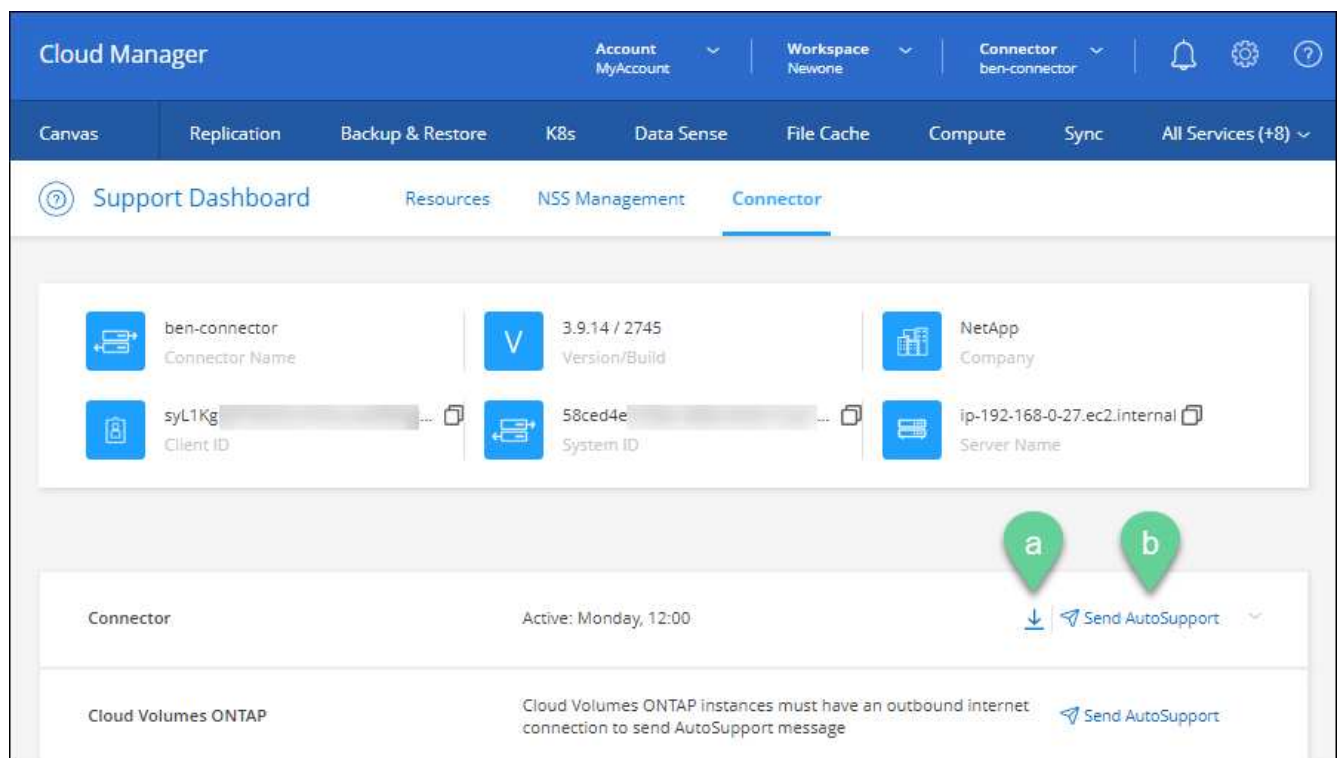 Cloud Manager
Account
MyAccount
Workspace
Newone
Connector
ben-connector
Canvas Replication Backup & Restore K8s Data Sense File Cache Compute Sync All Services (+8)
Support Dashboard Resources NSS Management Connector
ben-connector
Connector Name
V
3.9.14 / 2745
Version/Build
NetApp
Company
syL1Kg ...
Client ID
58ced4e ...
System ID
ip-192-168-0-27.ec2.internal
Server Name
a b
Connector Active: Monday, 12:00 Send AutoSupport
Cloud Volumes ONTAP
Cloud Volumes ONTAP instances must have an outbound internet
connection to send AutoSupport message
Send AutoSupport